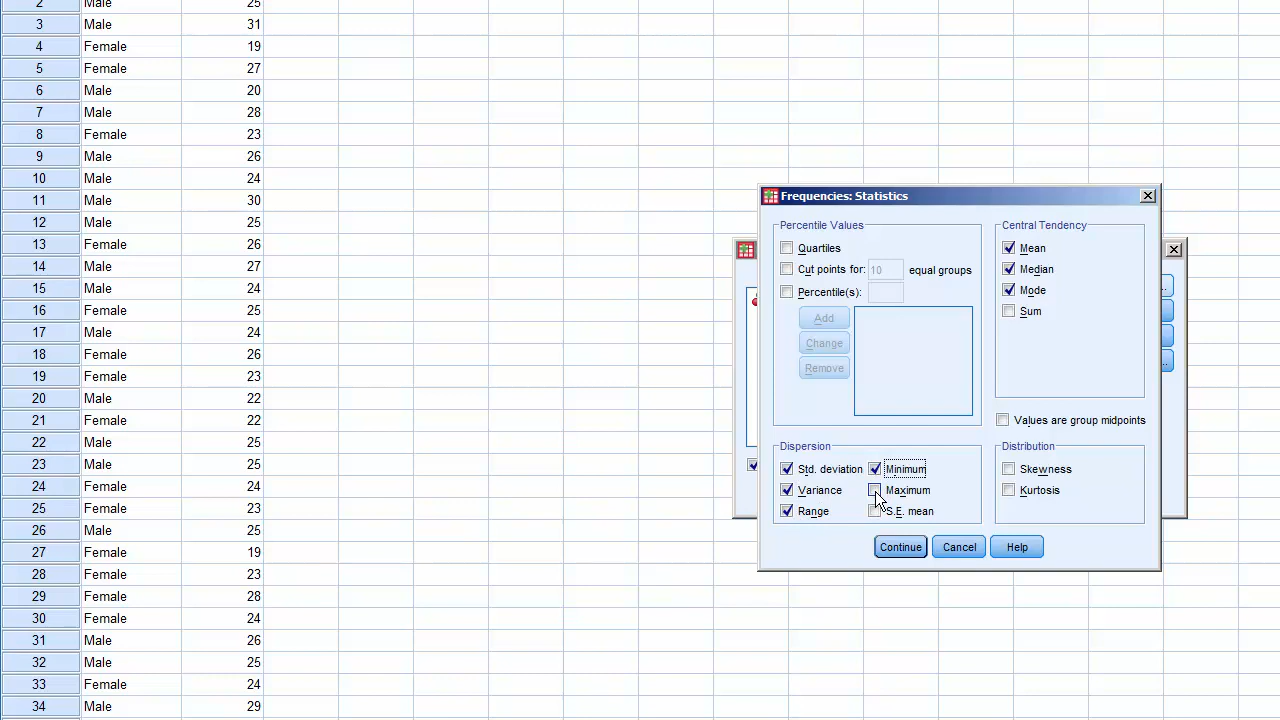 2 Male 25
3 Male 31
4 Female 19
5 Female 27
6 Male 20
7 Male 28
8 Female 23
9 Male 26
10 Male 24
11 Male 30
12 Male 25
13 Female 26
14 Male 27
15 Male 24
16 Female 25
17 Male 24
18 Female 26
19 Female 23
20 Male 22
21 Female 22
22 Male 25
23 Male 25
24 Female 24
25 Female 23
26 Male 25
27 Female 19
28 Female 23
29 Female 28
30 Female 24
31 Male 26
32 Male 25
33 Female 24
34 Male 29
Frequencies: Statistics
Percentile Values
Quartiles
Cut points for: 10 equal groups
Percentile(s):
Add
Change
Remove
Central Tendency
Mean
Median
Mode
Sum
Values are group midpoints
Dispersion
Std. deviation Minimum
Variance Maximum
Range S.E. mean
Distribution
Skewness
Kurtosis
Continue Cancel Help